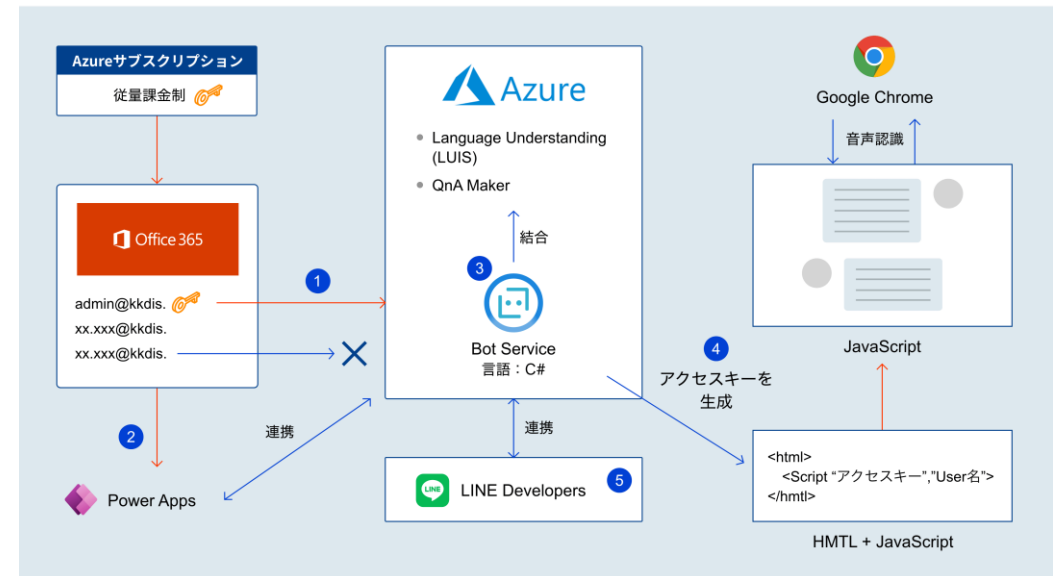 Azureサブスクリプション
従量課金制
Office 365
admin@kkdis.
xx.xxx@kkdis.
xx.xxx@kkdis.
1
2
Power Apps
連携
Azure
Language Understanding
(LUIS)
QnA Maker
結合
3
Bot Service
言語：C#
連携
LINE
LINE Developers
5
4
アクセスキーを
生成
Google Chrome
音声認識
JavaScript
<html>
<Script “アクセスキー”,"User名">
</hmtl>
HMTL + JavaScript